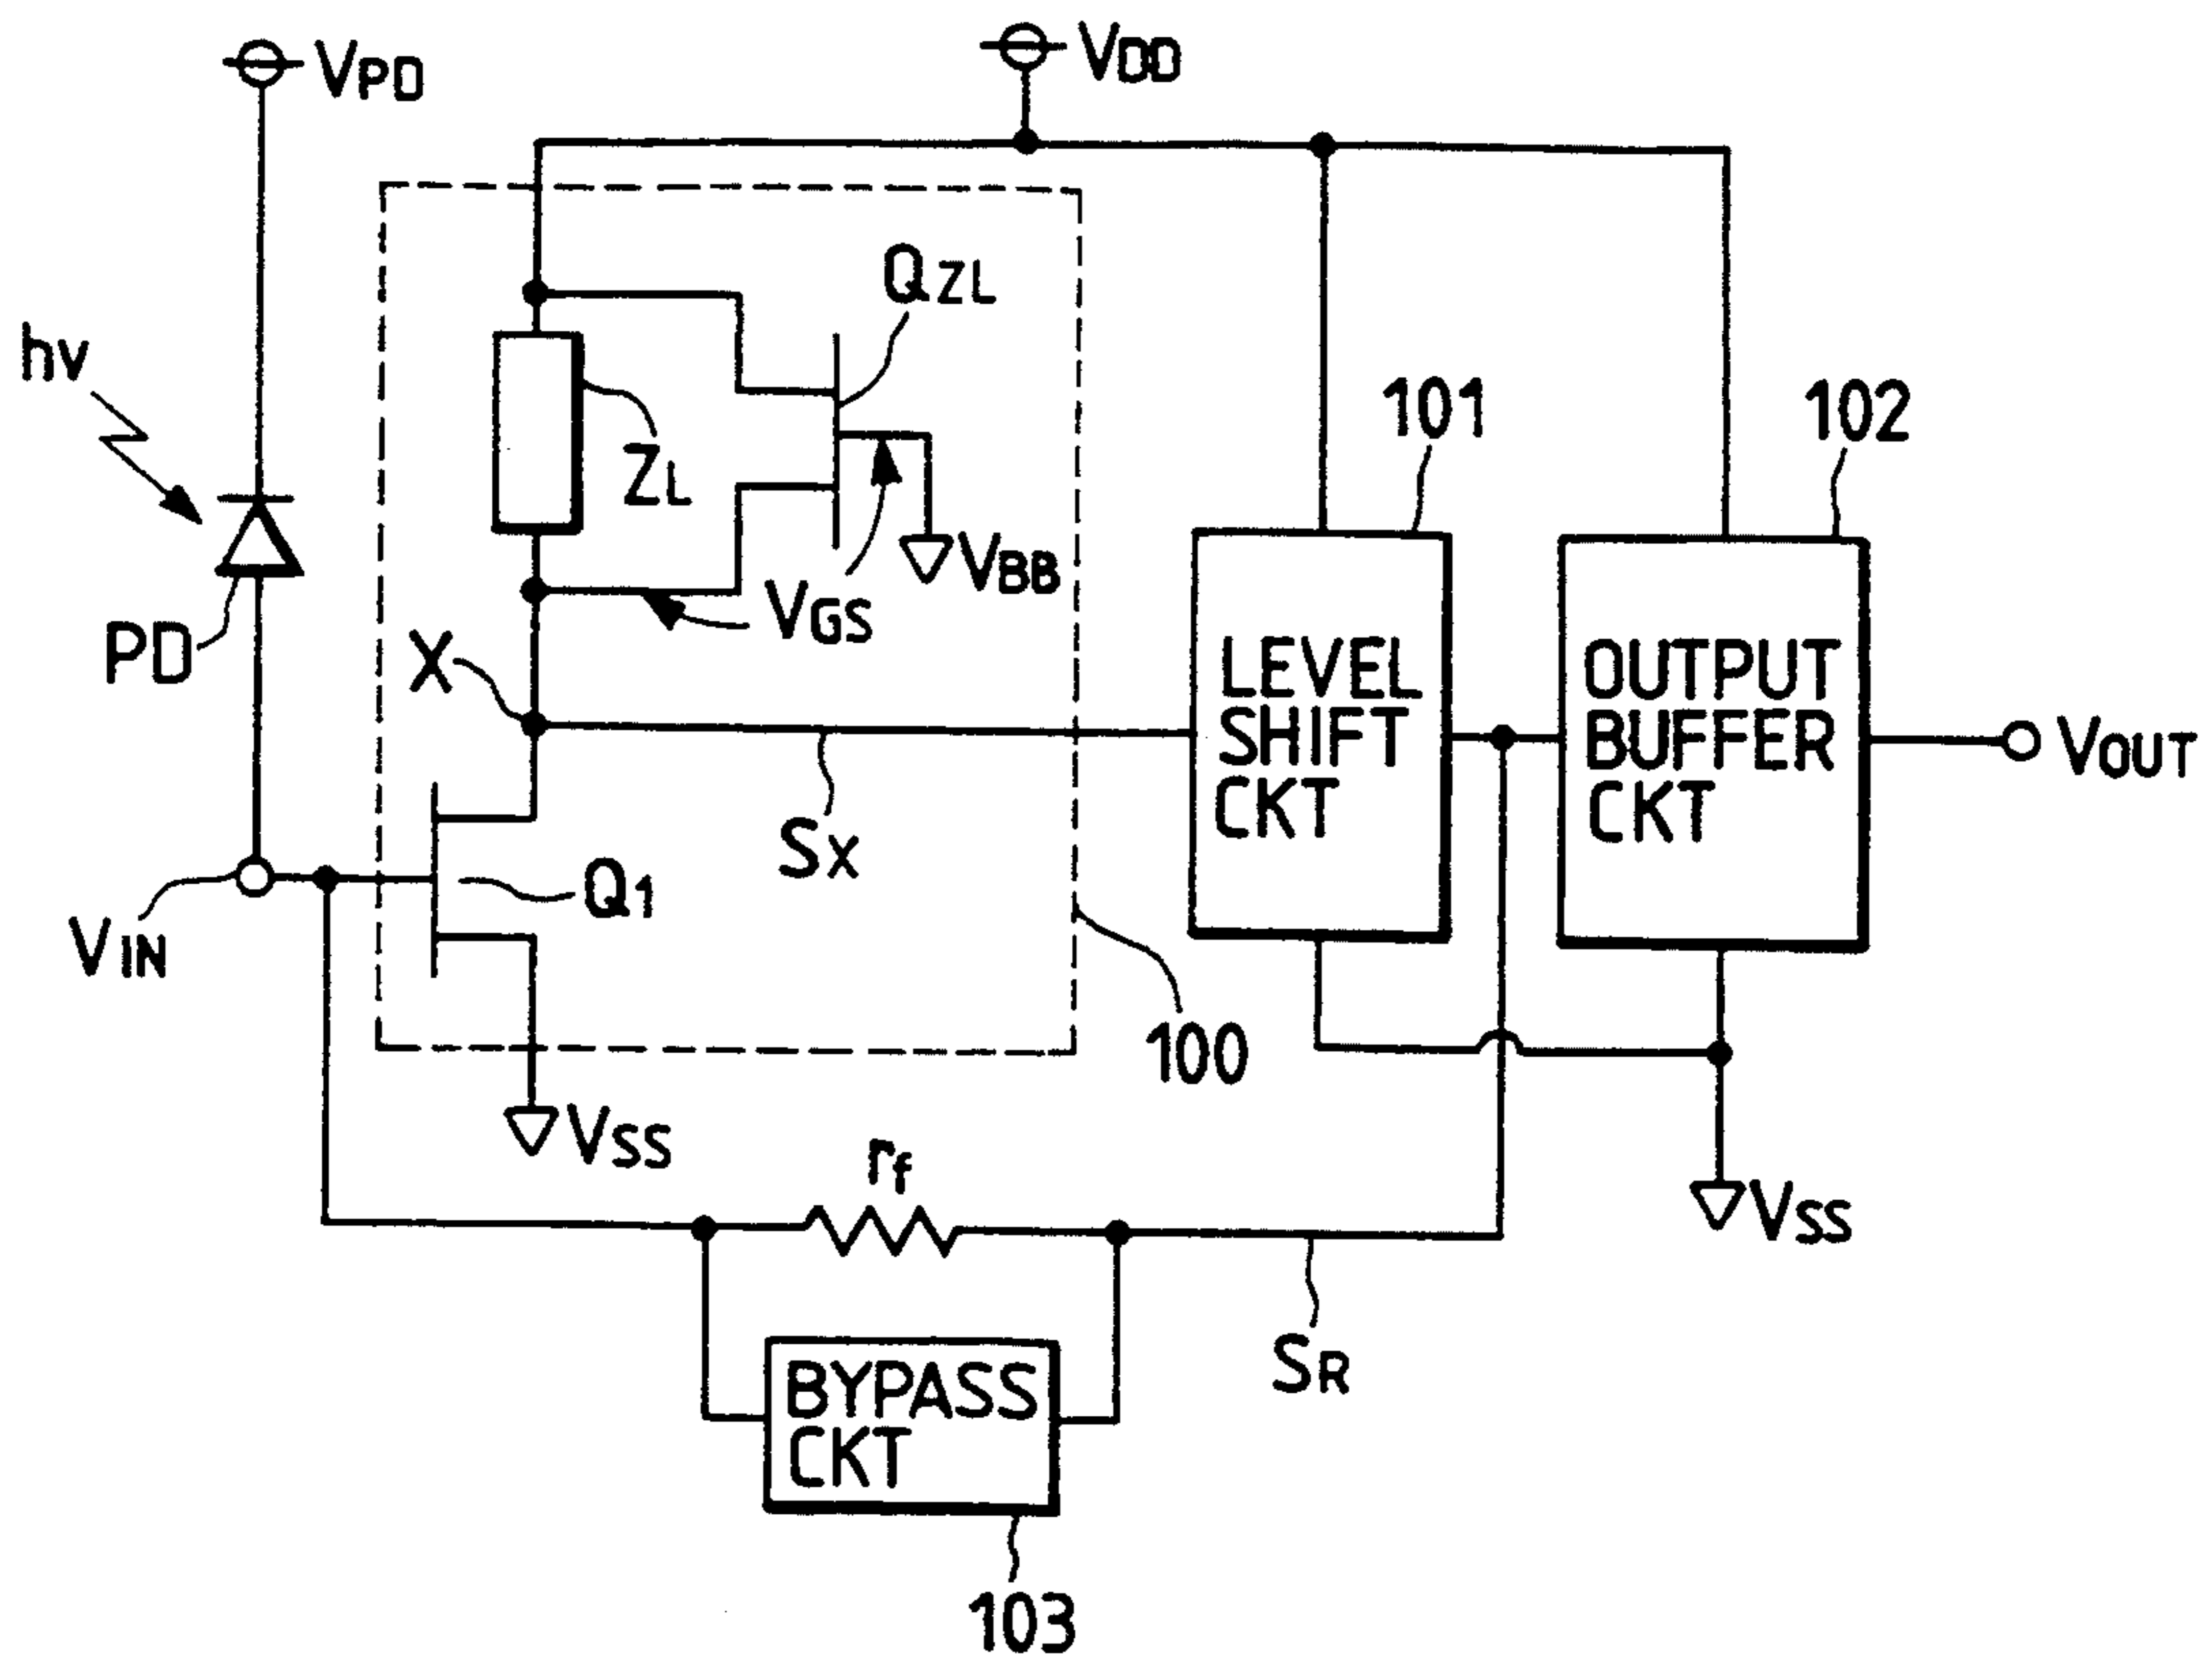 VPD
VDD
QZL
hν
101
102
ZL
VBB
VGS
PD
X
LEVEL
SHIFT
CKT
OUTPUT
BUFFER
CKT
VOUT
SX
Q1
VIN
100
VSS
rf
VSS
SR
BYPASS
CKT
103